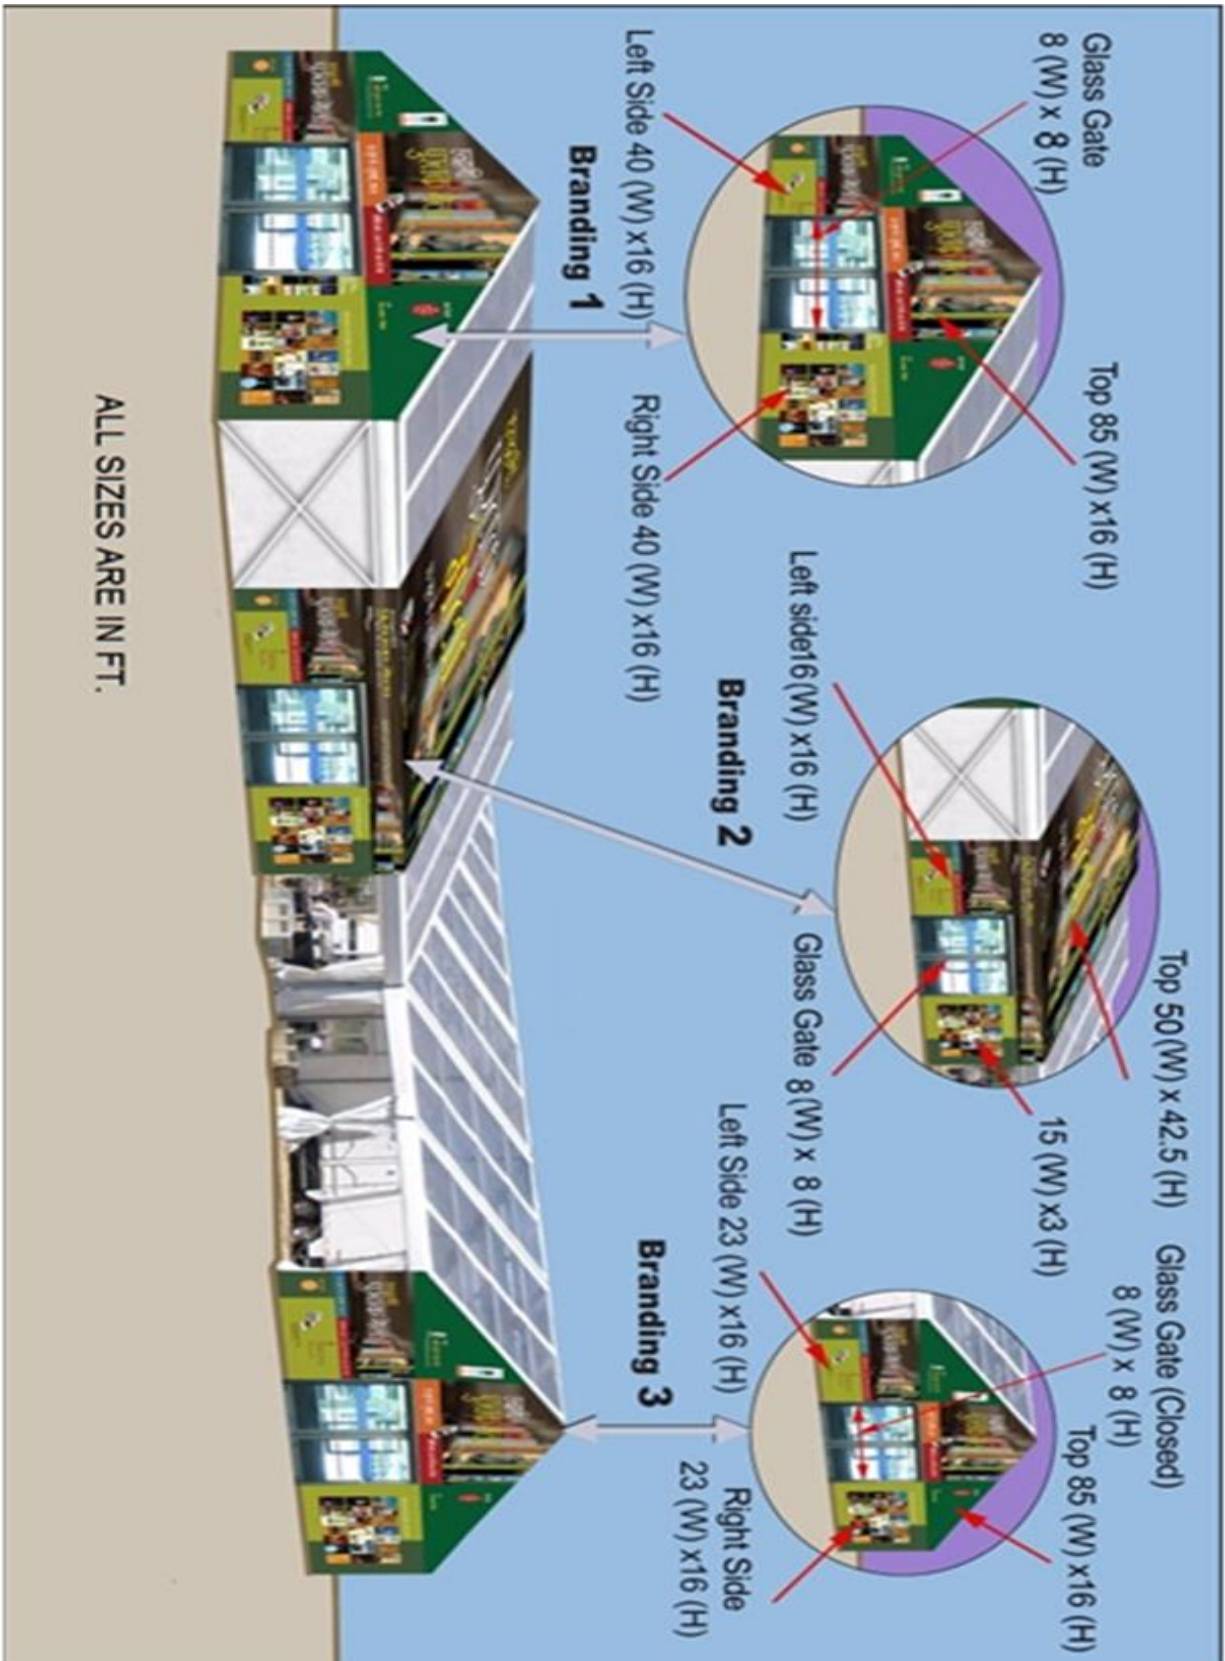 Glass Gate
8 (W) x 8 (H)
Top 85 (W) x16 (H)
Left Side 40 (W) x16 (H)
Right Side 40 (W) x16 (H)
Branding 1
Top 50 (W) x 42.5 (H)
Left side16(W) x16 (H)
15 (W) x3 (H)
Glass Gate 8 (W) x 8 (H)
Branding 2
Glass Gate (Closed)
8 (W) x 8 (H)
Top 85 (W) x16 (H)
Left Side 23 (W) x16 (H)
Right Side
23 (W) x16 (H)
Branding 3
ALL SIZES ARE IN FT.